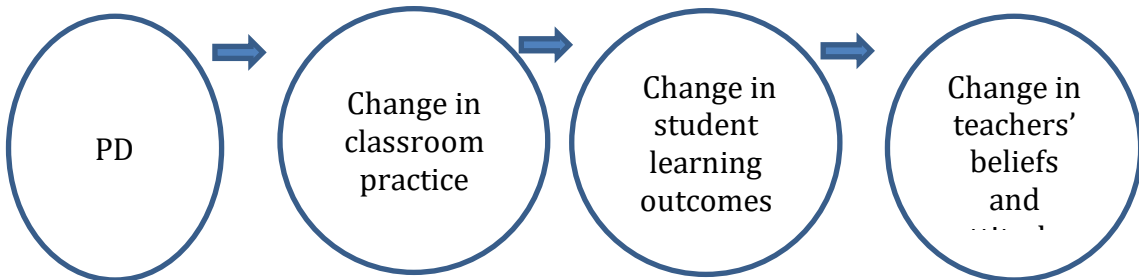 PD
Change in
classroom
practice
Change in
student
learning
outcomes
Change in
teachers’
beliefs
and